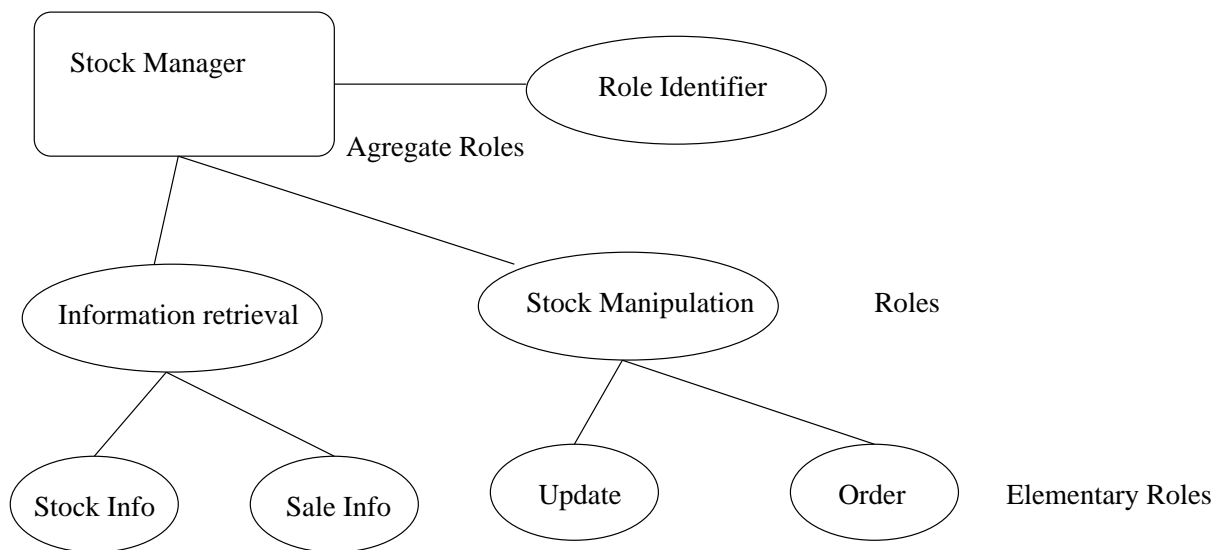 Stock Manager
Role Identifier
Agregate Roles
Information retrieval
Stock Manipulation
Roles
Stock Info
Sale Info
Update
Order
Elementary Roles